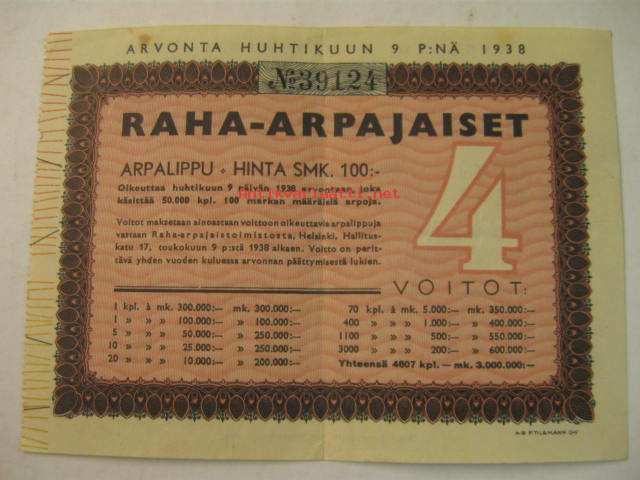 ARVONTA HUHTIKUUN 9 P:NÄ 1938
№39124
RAHA-ARPAJAISET
4
ARPALIPPU • HINTA SMK. 100:-
Oikeuttaa huhtikuun 9 päivän 1938 arvontaan, joka
käsittää 50.000 kpl. 100 markan määräisiä arpoja.
Voitot maksetaan ainoastaan voittoon oikeuttavia arpalippuja
vastaan Raha-arpajaistoimistosta, Helsinki, Hallitus-
katu 17, toukokuun 9 p:stä 1938 alkaen. Voitto on perit-
tävä yhden vuoden kuluessa arvonnan päättymisestä lukien.
VOITOT:
1 kpl. à mk. 300.000:— mk. 300.000:—
1 » » » 100.000:— » 100.000:—
5 » » » 50.000:— » 250.000:—
10 » » » 25.000:— » 250.000:—
20 » » » 10.000:— » 200.000:—
70 kpl. à mk. 5.000:— mk. 350.000:—
400 » » » 1.000:— » 400.000:—
1100 » » » 500:— » 550.000:—
3000 » » » 200:— » 600.000:—
Yhteensä 4607 kpl. — mk. 3.000.000:—